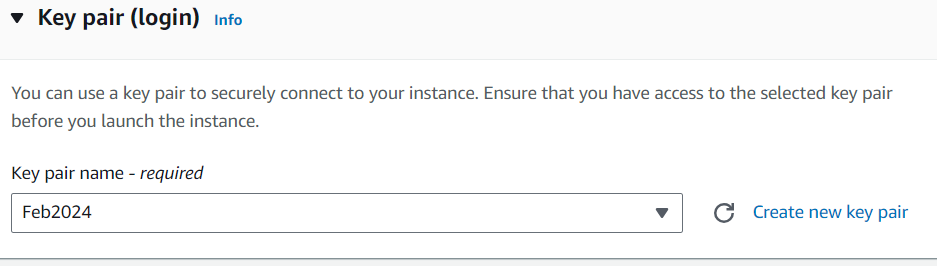 Key pair (login) Info
You can use a key pair to securely connect to your instance. Ensure that you have access to the selected key pair
before you launch the instance.
Key pair name - required
Feb2024
Create new key pair